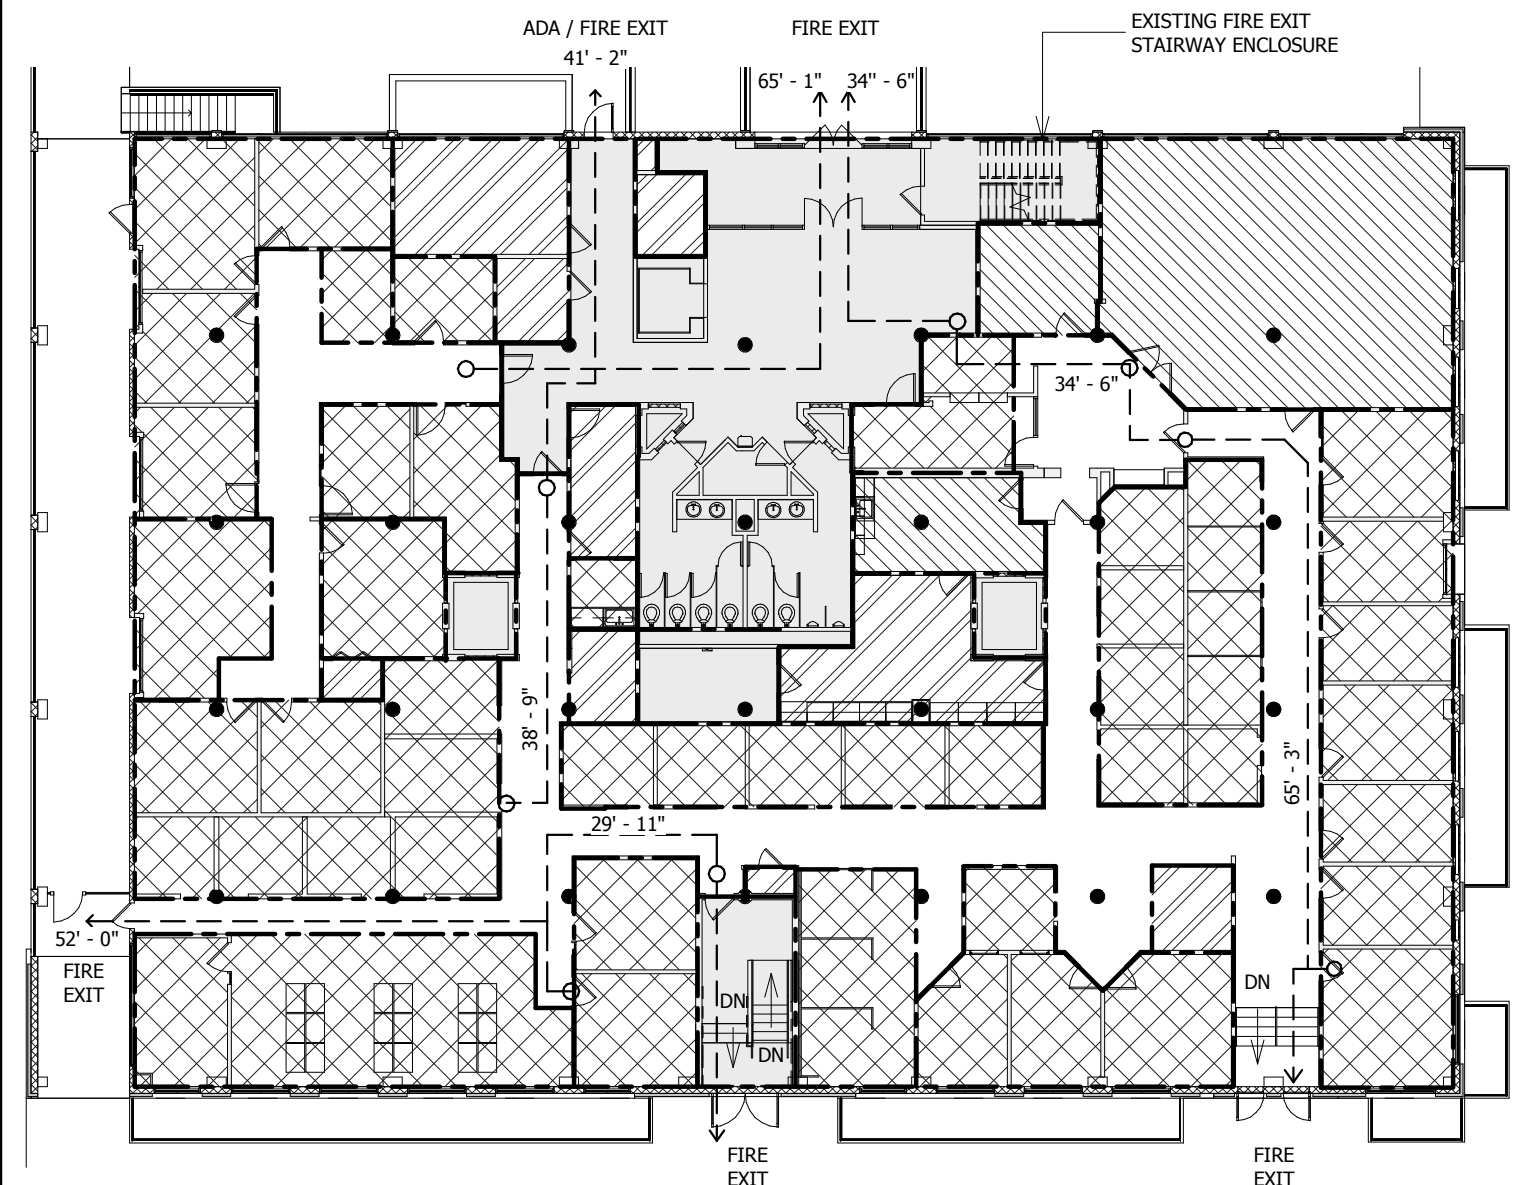 ADA / FIRE EXIT
41' - 2"
FIRE EXIT
65' - 1"
34" - 6"
EXISTING FIRE EXIT
STAIRWAY ENCLOSURE
34' - 6"
38' - 9"
65' - 3"
29' - 11"
52' - 0"
FIRE
EXIT
DN
DN
DN
FIRE
EXIT
FIRE
EXIT